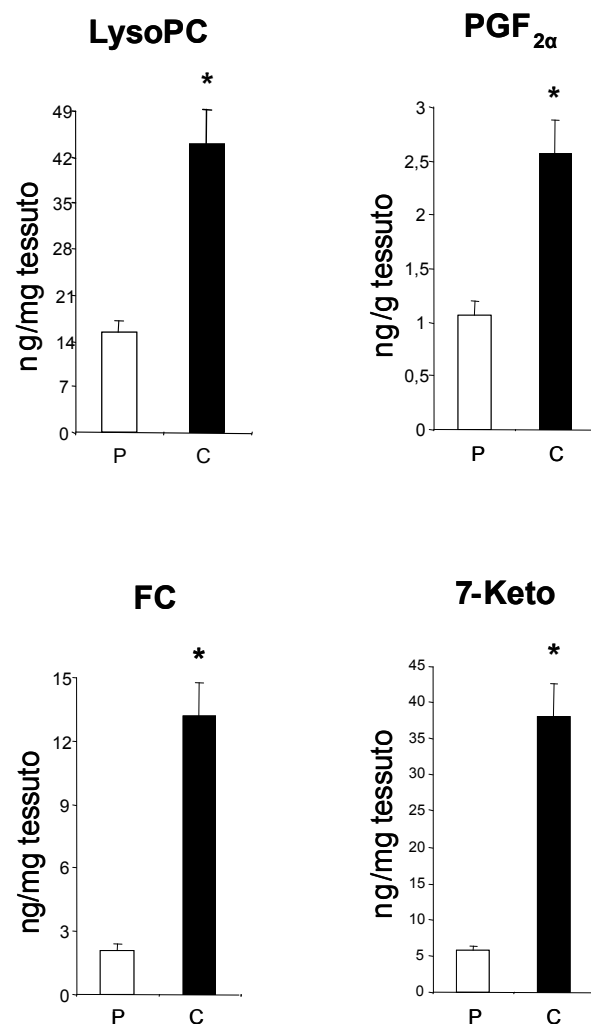 LysoPC
*
49
42
35
28
21
14
7
0
ng/mg tessuto
P C
PGF2α
*
3
2,5
2
1,5
1
0,5
0
ng/g tessuto
P C
FC
*
15
12
9
6
3
0
ng/mg tessuto
P C
7-Keto
*
45
40
35
30
25
20
15
10
5
0
ng/mg tessuto
P C